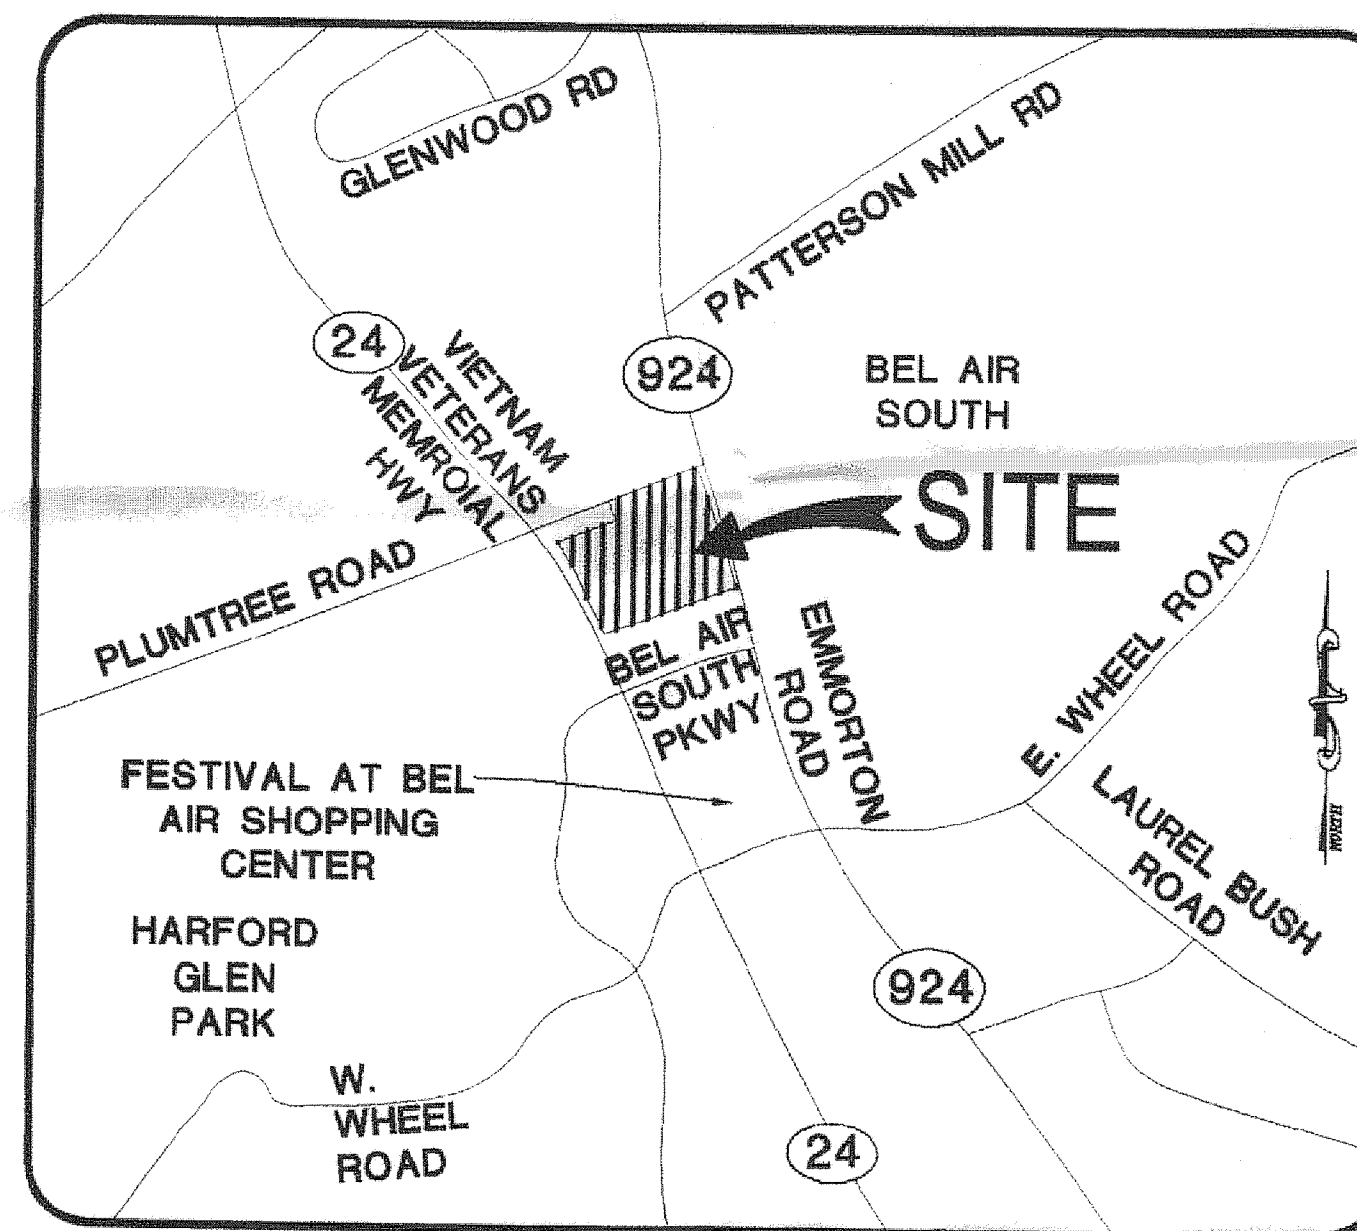 GLENWOOD RD
PATTERSON MILL RD
24
VIETNAM
VETERANS
MEMROIAL
HWY
924
BEL AIR
SOUTH
SITE
PLUMTREE ROAD
BEL AIR
SOUTH
PKWY
EMMORTON
ROAD
E. WHEEL ROAD
LAUREL BUSH
ROAD
NORTH
FESTIVAL AT BEL
AIR SHOPPING
CENTER
HARFORD
GLEN
PARK
924
W.
WHEEL
ROAD
24